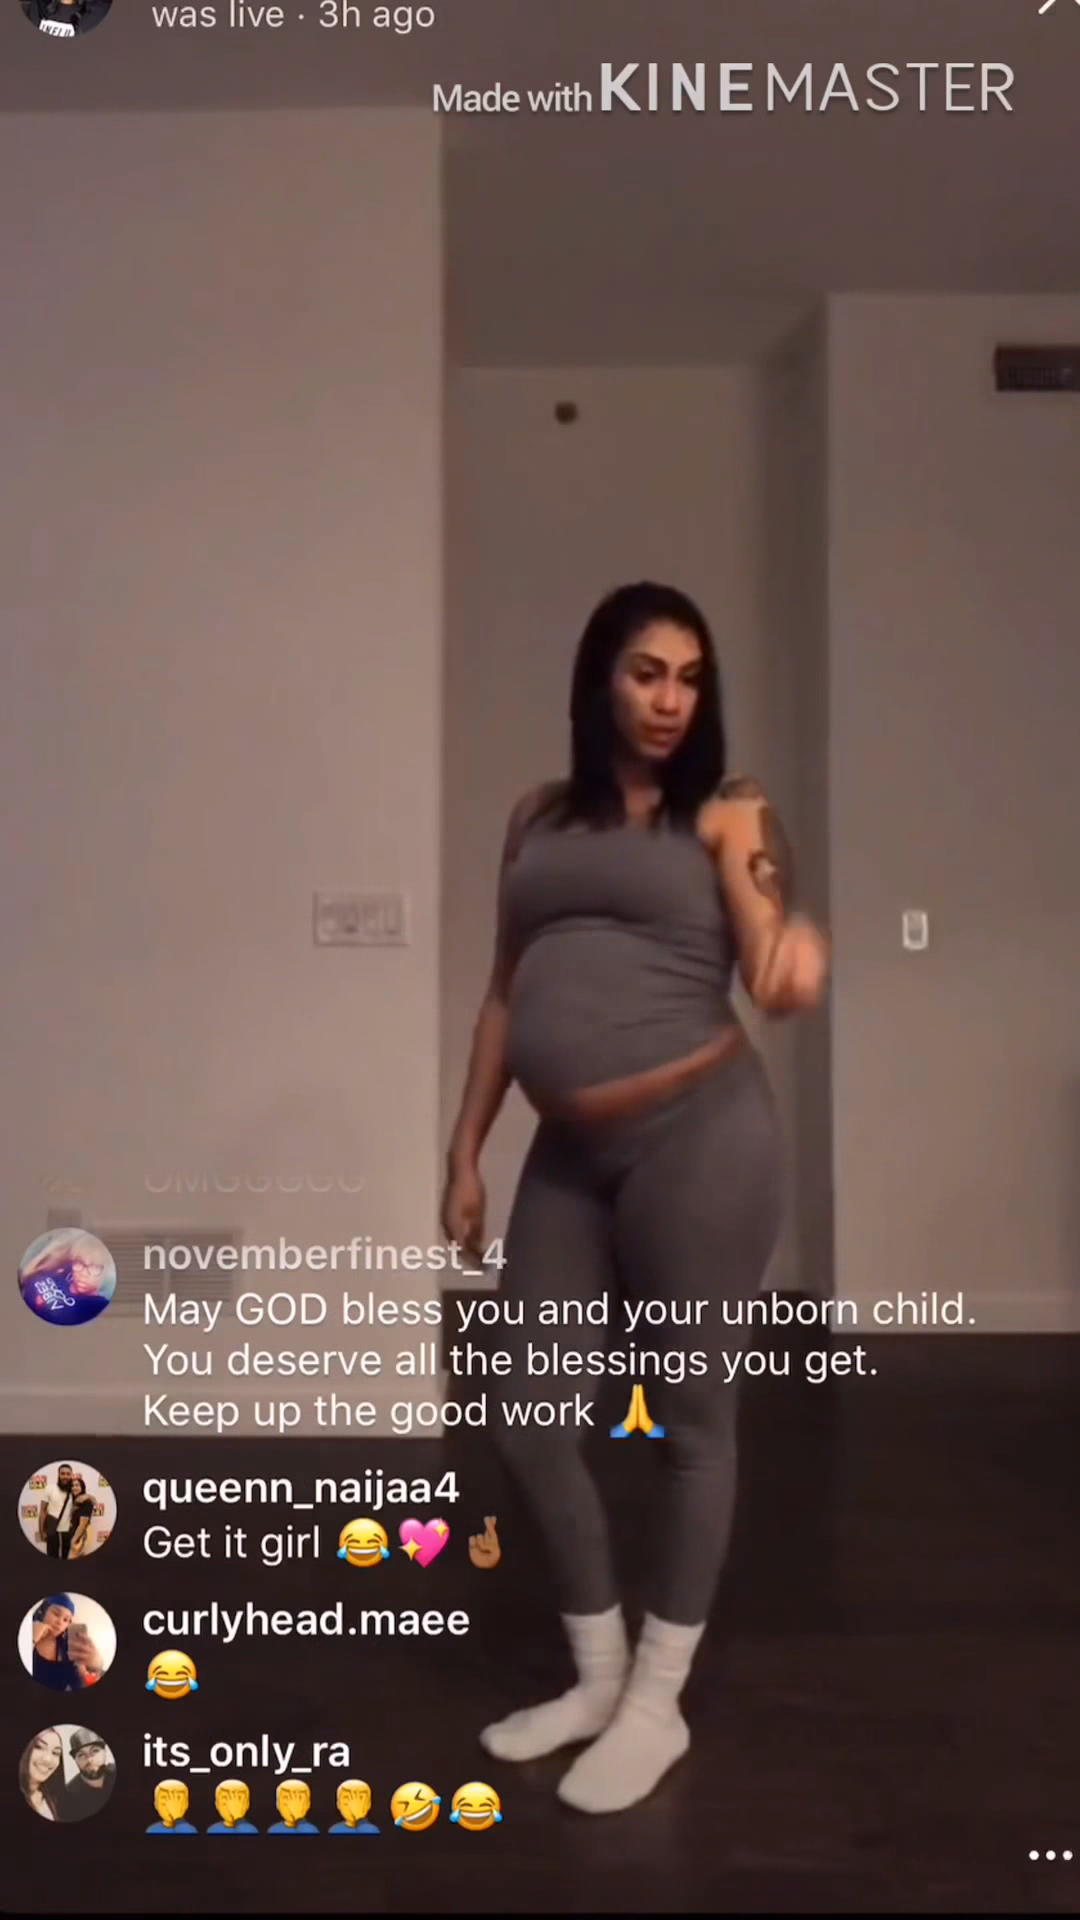 was live · 3h ago
Made with KINEMASTER
OMGGGGG
novemberfinest_4
May GOD bless you and your unborn child.
You deserve all the blessings you get.
Keep up the good work 🙏
queenn_naijaa4
Get it girl 😂💖🤞🏽
curlyhead.maee
😂
its_only_ra
🤦‍♂️🤦‍♂️🤦‍♂️🤦‍♂️🤣😂